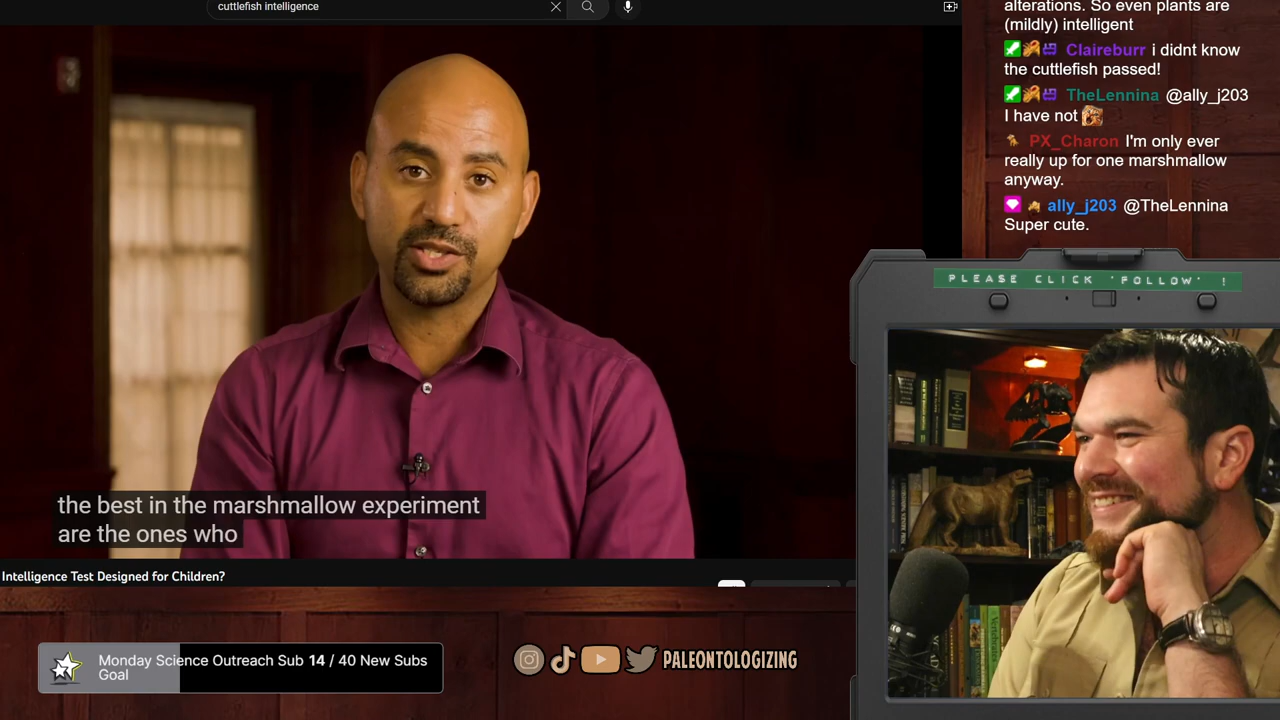 cuttlefish intelligence
alterations. So even plants are
(mildly) intelligent
Claireburr i didnt know
the cuttlefish passed!
TheLennina @ally_j203
I have not
PX_Charon I'm only ever
really up for one marshmallow
anyway.
ally_j203 @TheLennina
Super cute.
PLEASE CLICK 'FOLLOW' !
the best in the marshmallow experiment
are the ones who
Intelligence Test Designed for Children?
Monday Science Outreach Sub 14 / 40 New Subs
Goal
PALEONTOLOGIZING